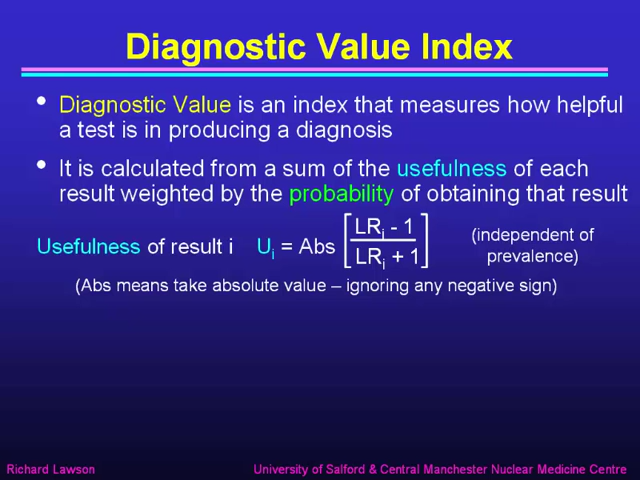 Diagnostic Value Index
• Diagnostic Value is an index that measures how helpful
a test is in producing a diagnosis
• It is calculated from a sum of the usefulness of each
result weighted by the probability of obtaining that result
Usefulness of result i Uᵢ = Abs [ (LRᵢ - 1) / (LRᵢ + 1) ] (independent of
prevalence)
(Abs means take absolute value – ignoring any negative sign)
Richard Lawson University of Salford & Central Manchester Nuclear Medicine Centre